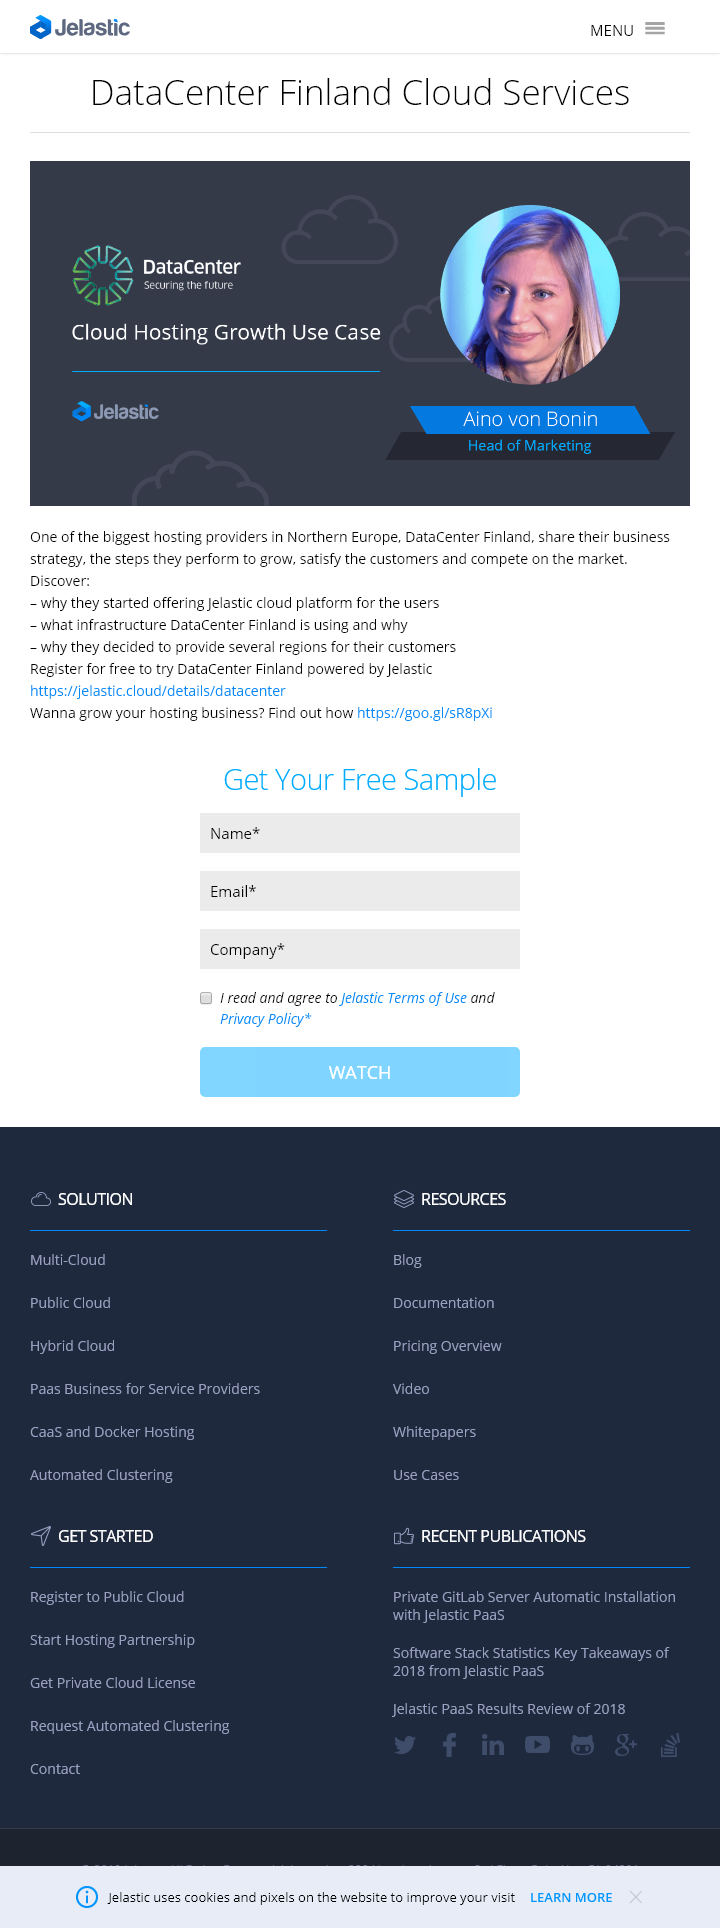 Jelastic
MENU
DataCenter Finland Cloud Services
DataCenter
Securing the future
Cloud Hosting Growth Use Case
Jelastic
Aino von Bonin
Head of Marketing
One of the biggest hosting providers in Northern Europe, DataCenter Finland, share their business
strategy, the steps they perform to grow, satisfy the customers and compete on the market.
Discover:
– why they started offering Jelastic cloud platform for the users
– what infrastructure DataCenter Finland is using and why
– why they decided to provide several regions for their customers
Register for free to try DataCenter Finland powered by Jelastic
https://jelastic.cloud/details/datacenter
Wanna grow your hosting business? Find out how https://goo.gl/sR8pXi
Get Your Free Sample
Name*
Email*
Company*
I read and agree to Jelastic Terms of Use and
Privacy Policy*
WATCH
SOLUTION
Multi-Cloud
Public Cloud
Hybrid Cloud
Paas Business for Service Providers
CaaS and Docker Hosting
Automated Clustering
RESOURCES
Blog
Documentation
Pricing Overview
Video
Whitepapers
Use Cases
GET STARTED
Register to Public Cloud
Start Hosting Partnership
Get Private Cloud License
Request Automated Clustering
Contact
RECENT PUBLICATIONS
Private GitLab Server Automatic Installation
with Jelastic PaaS
Software Stack Statistics Key Takeaways of
2018 from Jelastic PaaS
Jelastic PaaS Results Review of 2018
Jelastic uses cookies and pixels on the website to improve your visit
LEARN MORE